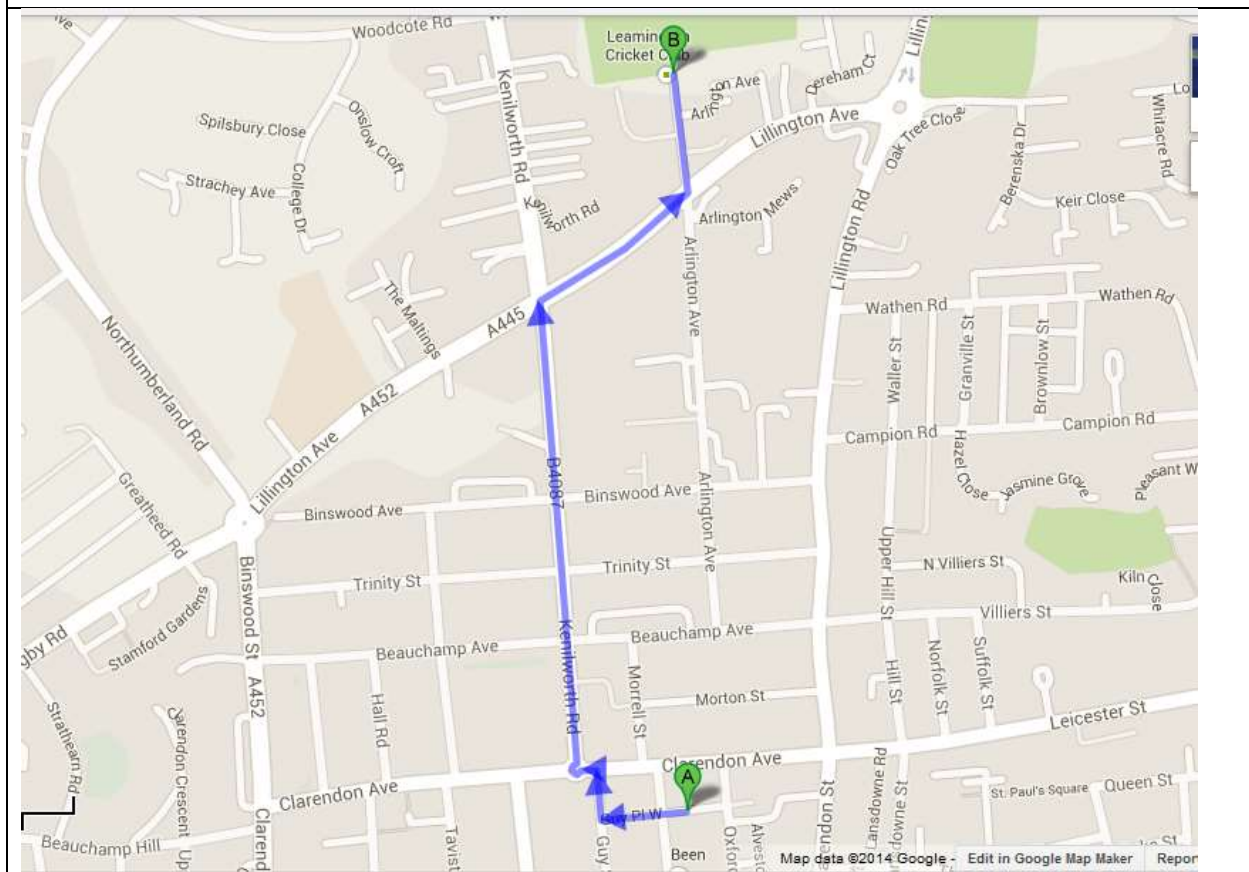 Woodcote Rd
Lillin
Leamin
Cricket C b
B
on Ave
Dereham Ct
Lo
Kenilworth Rd
Arlington
Lillington Ave
Onslow Croft
Spilsbury Close
Oak Tree Close
Berenska Dr
Whitacre Rd
College Dr
Strachey Ave
Kenilworth Rd
Arlington Mews
Keir Close
Lillington Rd
Arlington Ave
The Maltings
A445
Wathen Rd
Wathen Rd
Northumberland Rd
Waller St
Granville St
Brownlow St
A452
Campion Rd
Campion Rd
Lillington Ave
B4087
Hazel Close
Jasmine Grove
Pleasant W
Greatheed Rd
Binswood Ave
Binswood Ave
Arlington Ave
Upper Hill St
N Villiers St
Kiln Close
Trinity St
Trinity St
Binswood St
Stamford Gardens
Villiers St
gby Rd
Beauchamp Ave
Beauchamp Ave
Kenilworth Rd
Morrell St
Morton St
Hill St
Norfolk St
Suffolk St
A452
Hall Rd
Leicester St
Strathearn Rd
Clarendon Crescent
Clarendon Ave
A
Clarendon Ave
Guy Pl W
St. Paul's Square
Queen St
Lansdowne Rd
downe St
endon St
Beauchamp Hill
Up
Clarend
Tavist
Guy
Been
Oxford
Alvest
Map data ©2014 Google - Edit in Google Map Maker Repor